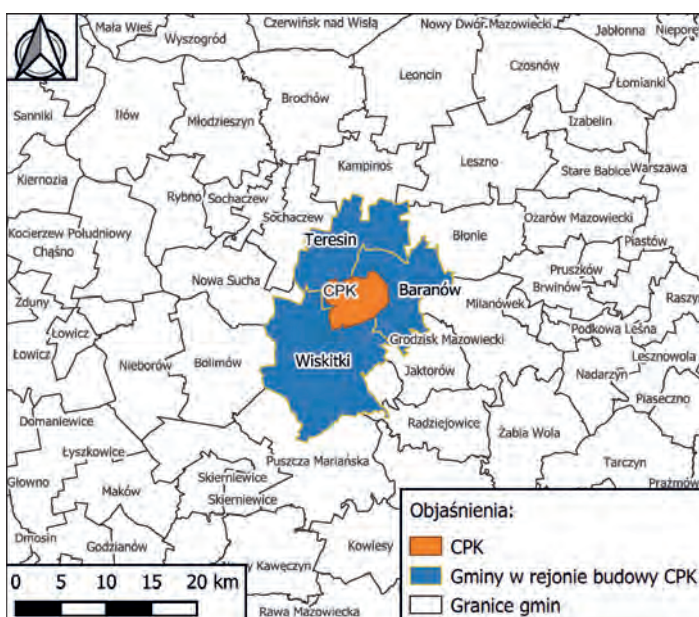 Mała Wieś
Wyszogród
Czerwińsk nad Wisłą
Nowy Dwór Mazowiecki
Jabłonna
Nieporę
Leoncin
Czosnów
Łomianki
Sanniki
Iłów
Młodzieszyn
Brochów
Izabelin
Kampinos
Leszno
Stare Babice
Warszawa
Kiernozia
Rybno
Sochaczew
Sochaczew
Teresin
Błonie
Ożarów Mazowiecki
Kocierzew Południowy
Chąśno
Piastów
Nowa Sucha
CPK
Baranów
Pruszków
Brwinów
Milanówek
Raszy
Zduny
Łowicz
Łowicz
Nieborów
Bolimów
Wiskitki
Grodzisk Mazowiecki
Podkowa Leśna
Lesznowola
Jaktorów
Nadarzyn
Piaseczno
Domaniewice
Radziejowice
Żabia Wola
Łyszkowice
Puszcza Mariańska
Tarczyn
Głowno
Maków
Skierniewice
Skierniewice
Prażmów
Dmosin
Godzianów
Kawęczyn
Kowiesy
Rawa Mazowiecka
Objaśnienia:
CPK
Gminy w rejonie budowy CPK
Granice gmin
0 5 10 15 20 km